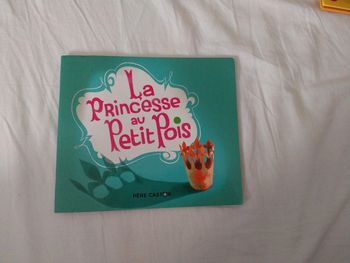 La
Princesse
au
Petit Pois
PÈRE CASTOR